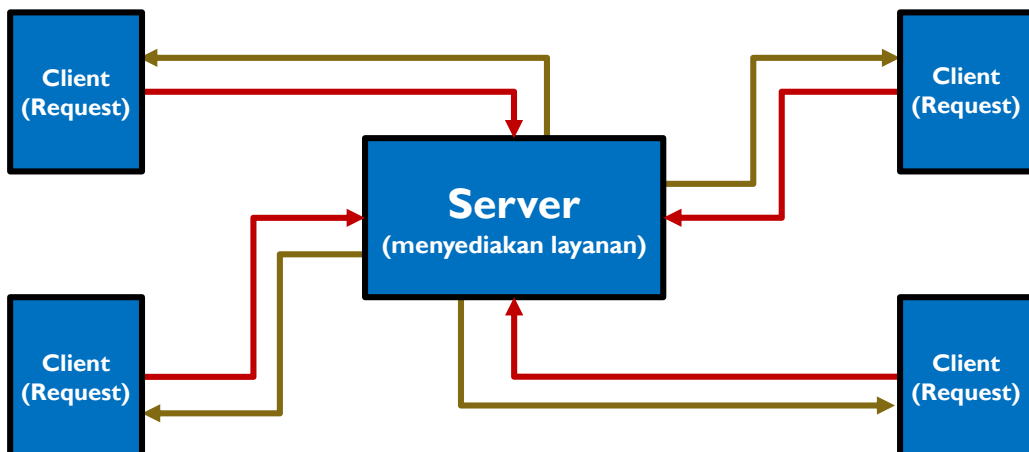 Client
(Request)
Client
(Request)
Server
(menyediakan layanan)
Client
(Request)
Client
(Request)